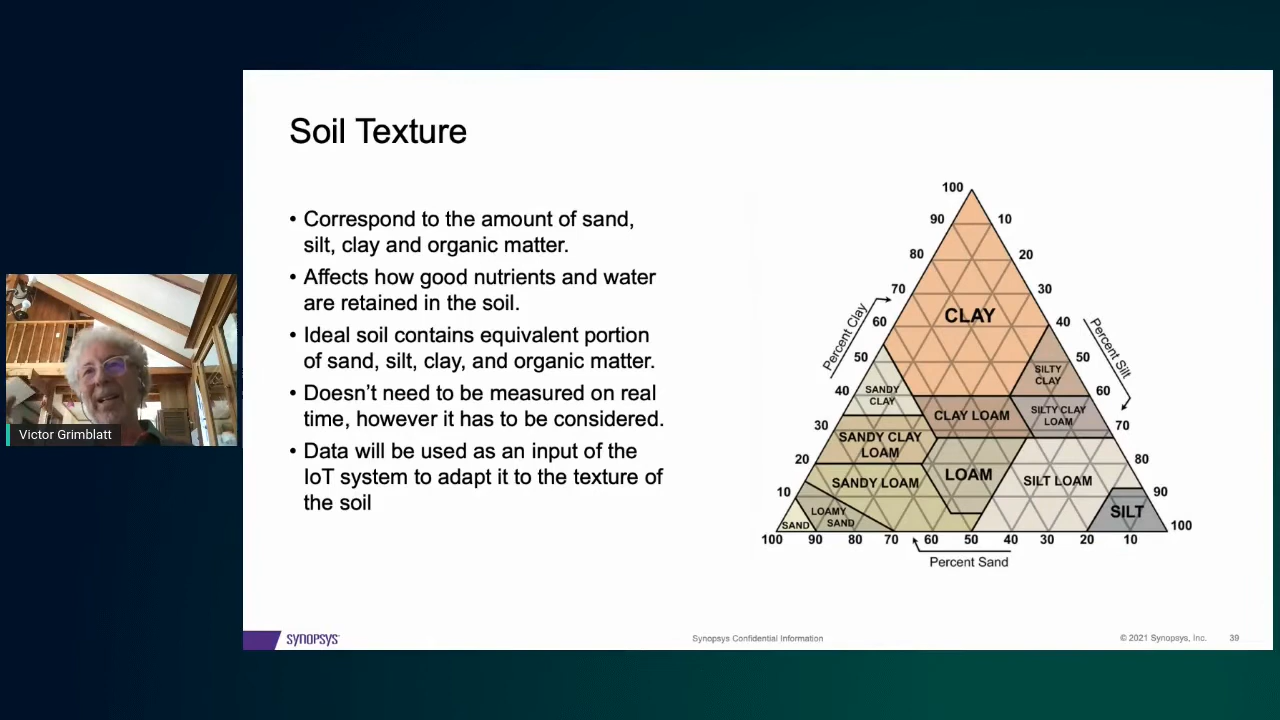 Soil Texture
• Correspond to the amount of sand,
silt, clay and organic matter.
• Affects how good nutrients and water
are retained in the soil.
• Ideal soil contains equivalent portion
of sand, silt, clay, and organic matter.
• Doesn’t need to be measured on real
time, however it has to be considered.
• Data will be used as an input of the
IoT system to adapt it to the texture of
the soil
100
90 10
80 20
70 30
60 40
50 50
40 60
30 70
20 80
10 90
100
Percent Clay
Percent Silt
CLAY
SILTY
CLAY
SANDY
CLAY
CLAY LOAM
SILTY CLAY
LOAM
SANDY CLAY
LOAM
LOAM
SANDY LOAM
SILT LOAM
LOAMY
SAND
SAND
SILT
100 90 80 70 60 50 40 30 20 10
Percent Sand
Victor Grimblatt
SYNOPSYS
Synopsys Confidential Information
© 2021 Synopsys, Inc.
39